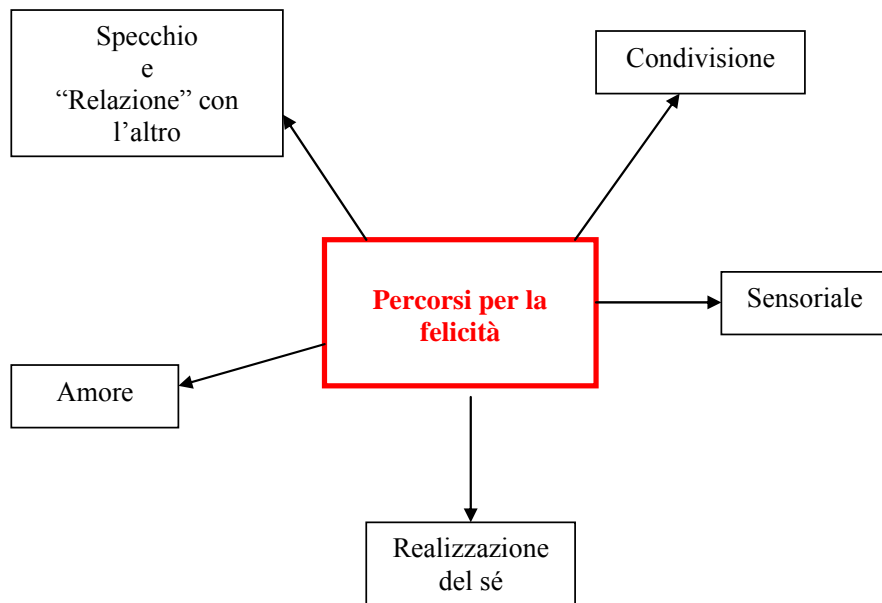 Specchio
e
“Relazione” con
l’altro
Condivisione
Percorsi per la
felicità
Sensoriale
Amore
Realizzazione
del sé